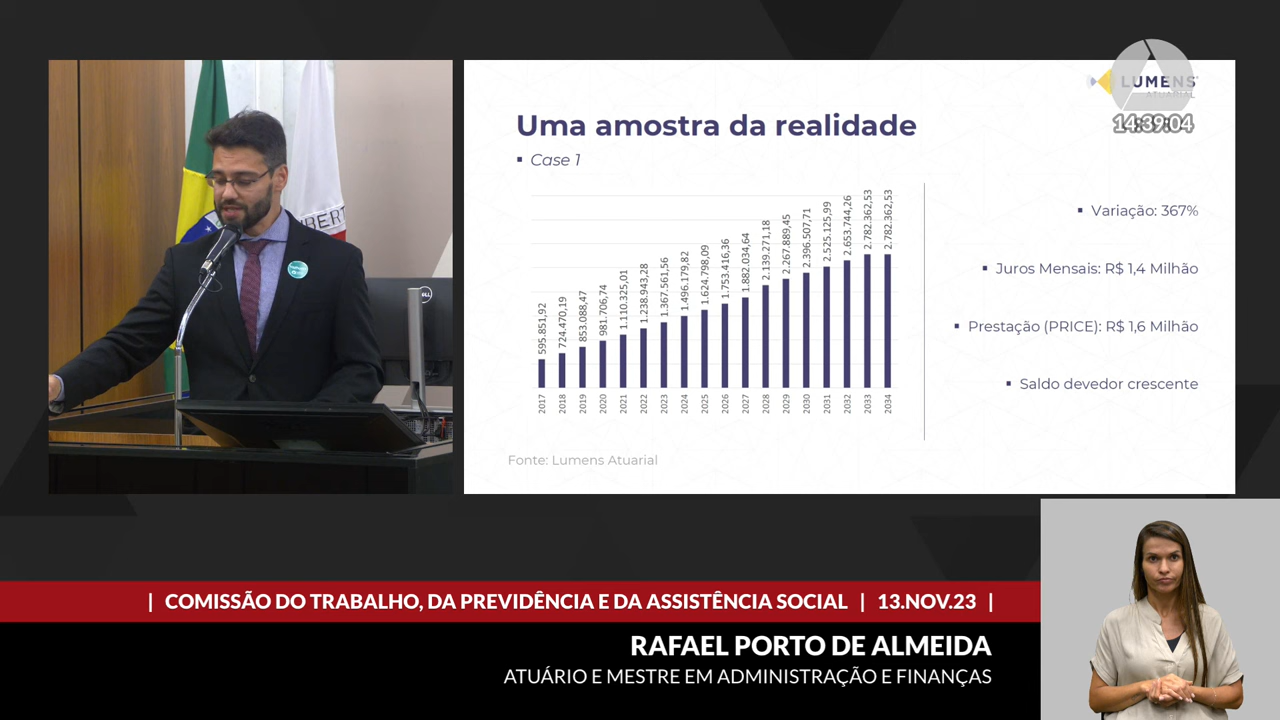 LUMENS
ATUARIAL
14:39:04
Uma amostra da realidade
▪ Case 1
595.851,92
724.470,19
853.088,47
981.706,74
1.110.325,01
1.238.943,28
1.367.561,56
1.496.179,82
1.624.798,09
1.753.416,36
1.882.034,64
2.139.271,18
2.267.889,45
2.396.507,71
2.525.125,99
2.653.744,26
2.782.362,53
2.782.362,53
2017
2018
2019
2020
2021
2022
2023
2024
2025
2026
2027
2028
2029
2030
2031
2032
2033
2034
▪ Variação: 367%
▪ Juros Mensais: R$ 1,4 Milhão
▪ Prestação (PRICE): R$ 1,6 Milhão
▪ Saldo devedor crescente
Fonte: Lumens Atuarial
DELL
| COMISSÃO DO TRABALHO, DA PREVIDÊNCIA E DA ASSISTÊNCIA SOCIAL | 13.NOV.23 |
RAFAEL PORTO DE ALMEIDA
ATUÁRIO E MESTRE EM ADMINISTRAÇÃO E FINANÇAS